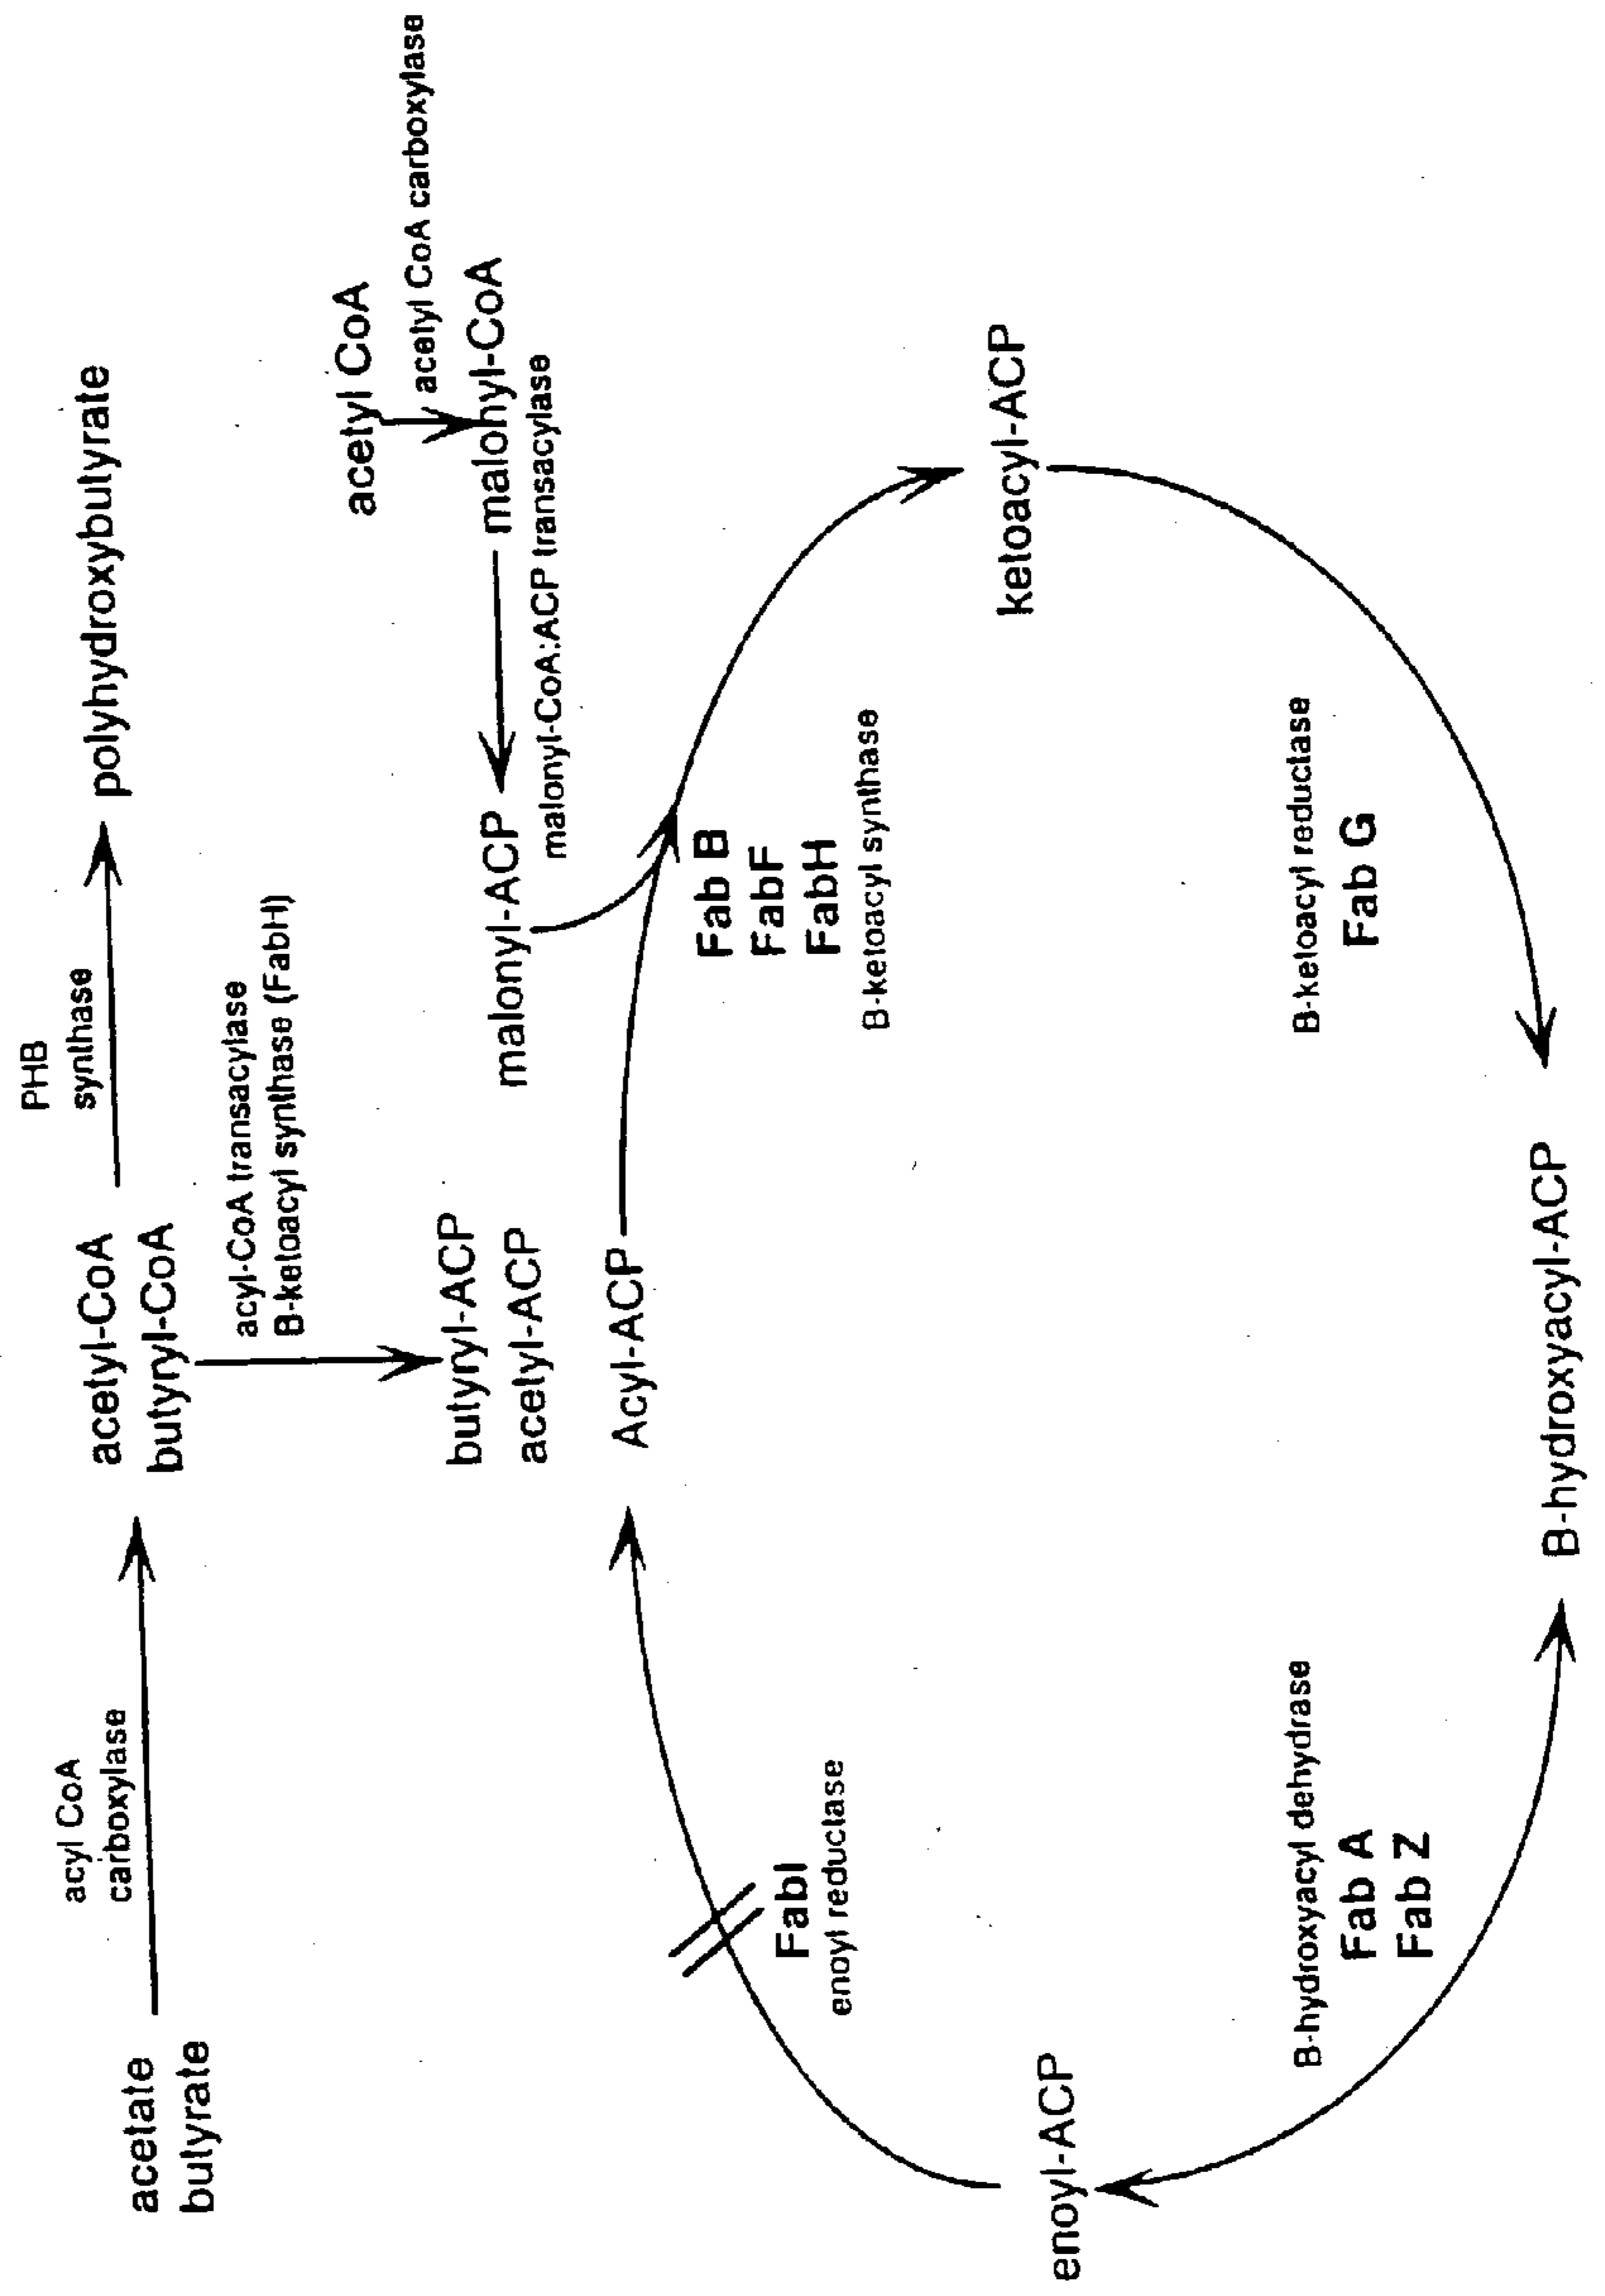 acetate
butyrate
acyl CoA
carboxylase
acetyl-CoA
butyryl-CoA
PHB
synthase
polyhydroxybutyrate
acyl-CoA transacylase
B-ketoacyl synthase (FabH)
butyryl-ACP
acetyl-ACP
acetyl CoA
acetyl CoA carboxylase
malonyl-CoA
malonyl-CoA:ACP transacylase
malonyl-ACP
Acyl-ACP
Fab B
FabF
FabH
B-ketoacyl synthase
ketoacyl-ACP
B-ketoacyl reductase
Fab G
B-hydroxyacyl-ACP
B-hydroxyacyl dehydrase
Fab A
Fab Z
enoyl-ACP
FabI
enoyl reductase